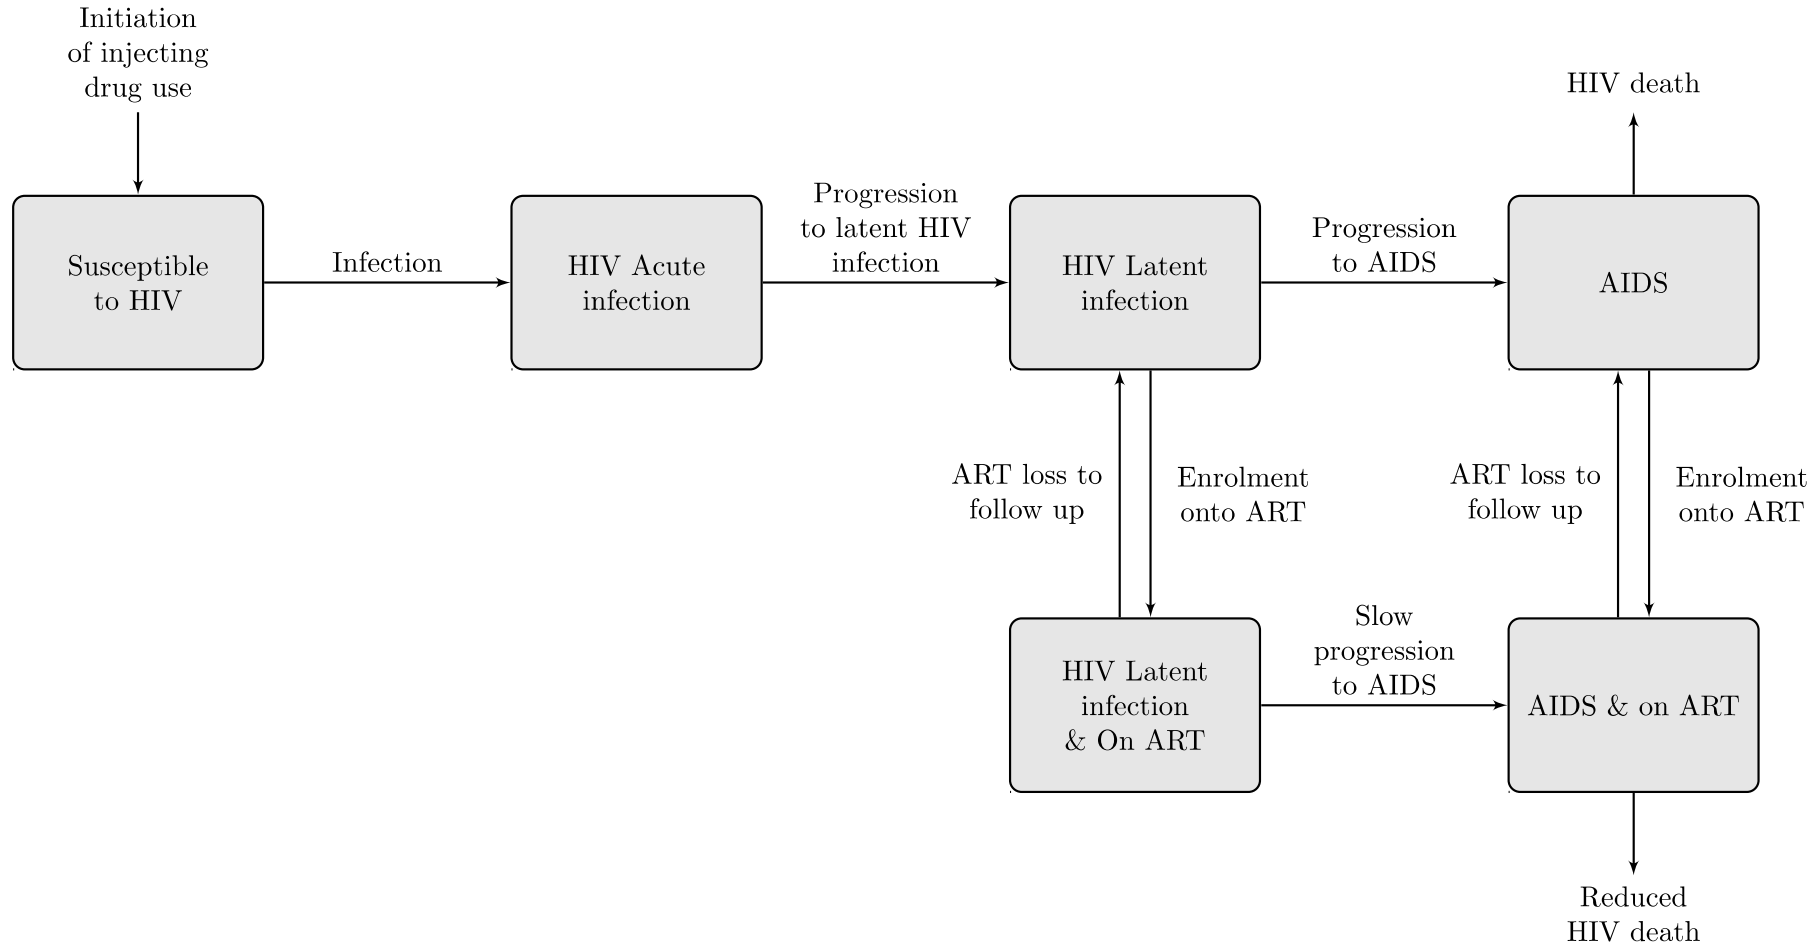 Initiation
of injecting
drug use
HIV death
Susceptible
to HIV
Infection
HIV Acute
infection
Progression
to latent HIV
infection
HIV Latent
infection
Progression
to AIDS
AIDS
ART loss to
follow up
Enrolment
onto ART
ART loss to
follow up
Enrolment
onto ART
HIV Latent
infection
& On ART
Slow
progression
to AIDS
AIDS & on ART
Reduced
HIV death